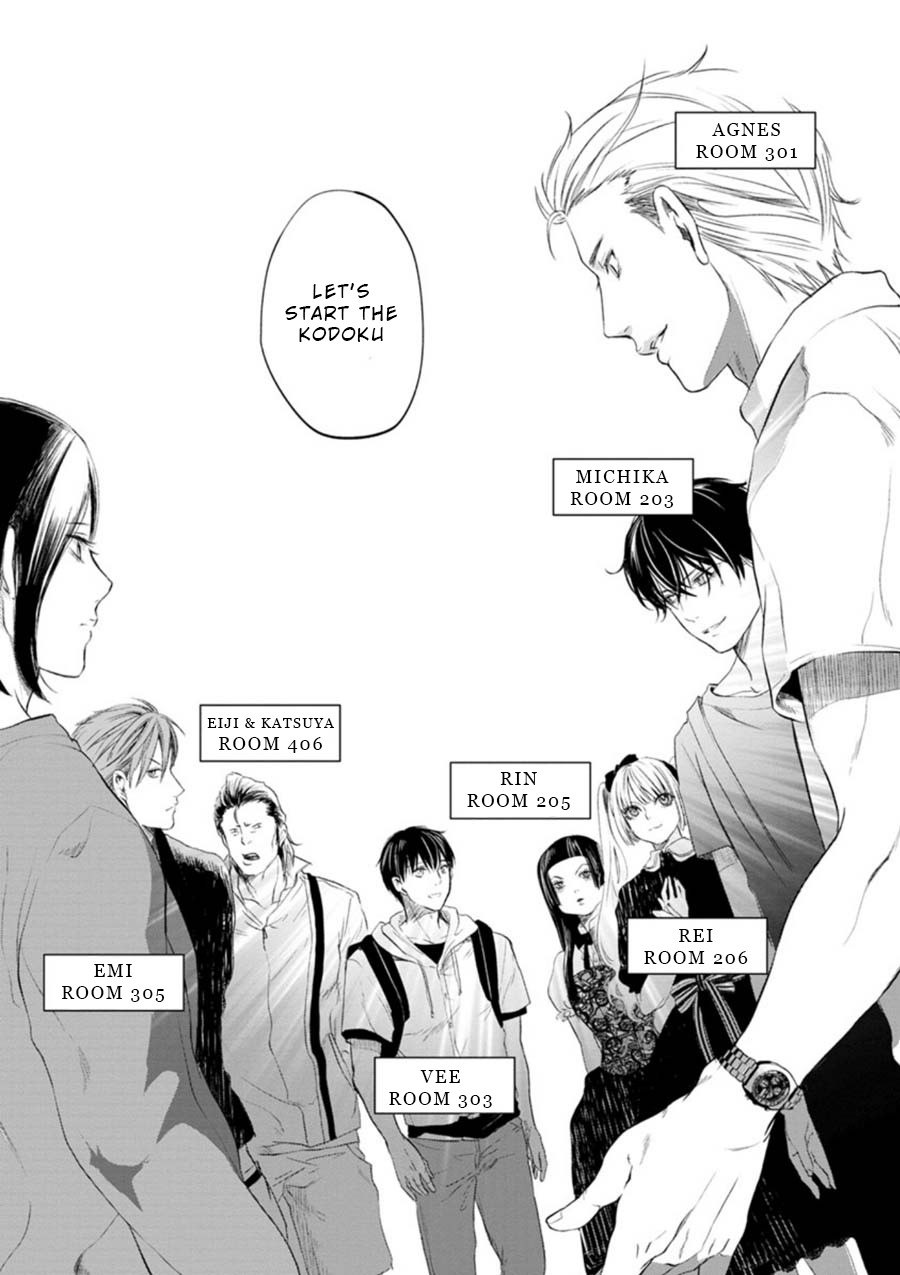 AGNES
ROOM 301
LET'S
START THE
KODOKU
MICHIKA
ROOM 203
EIJI & KATSUYA
ROOM 406
RIN
ROOM 205
REI
ROOM 206
EMI
ROOM 305
VEE
ROOM 303